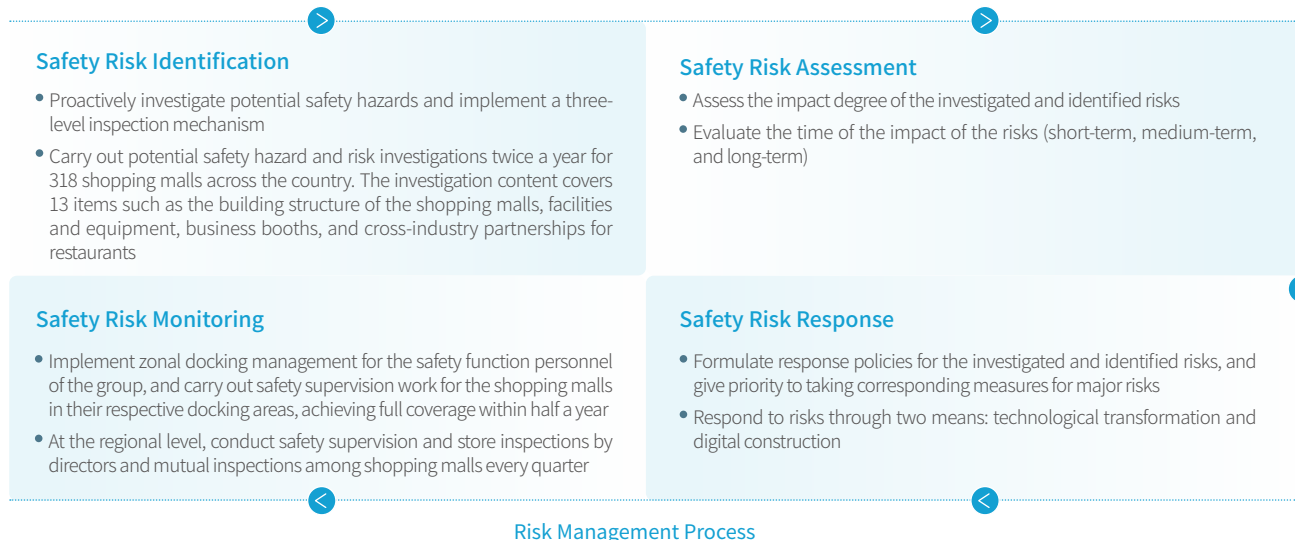 Safety Risk Identification
• Proactively investigate potential safety hazards and implement a three-
level inspection mechanism
• Carry out potential safety hazard and risk investigations twice a year for
318 shopping malls across the country. The investigation content covers
13 items such as the building structure of the shopping malls, facilities
and equipment, business booths, and cross-industry partnerships for
restaurants
Safety Risk Assessment
• Assess the impact degree of the investigated and identified risks
• Evaluate the time of the impact of the risks (short-term, medium-term,
and long-term)
Safety Risk Monitoring
• Implement zonal docking management for the safety function personnel
of the group, and carry out safety supervision work for the shopping malls
in their respective docking areas, achieving full coverage within half a year
• At the regional level, conduct safety supervision and store inspections by
directors and mutual inspections among shopping malls every quarter
Safety Risk Response
• Formulate response policies for the investigated and identified risks, and
give priority to taking corresponding measures for major risks
• Respond to risks through two means: technological transformation and
digital construction
Risk Management Process